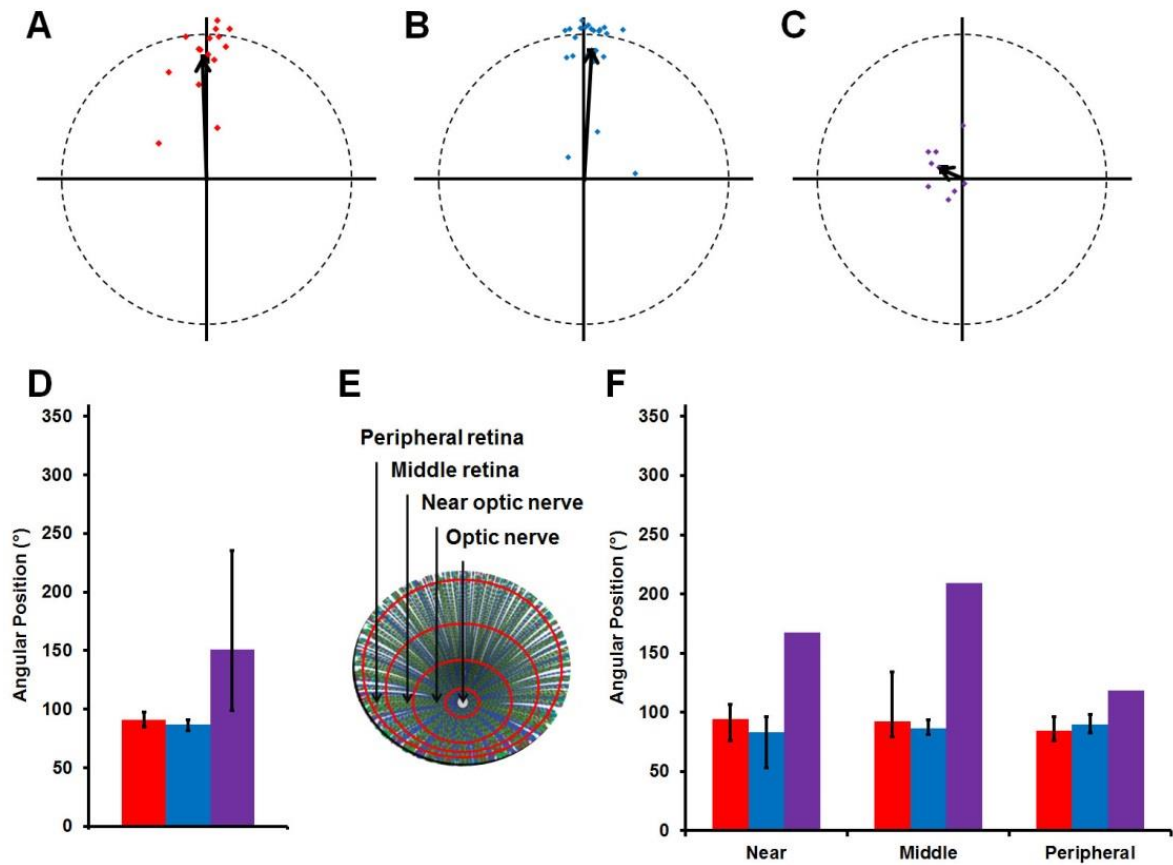 A
B
C
D
350
300
250
200
150
100
50
0
Angular Position (°)
E
Peripheral retina
Middle retina
Near optic nerve
Optic nerve
F
350
300
250
200
150
100
50
0
Angular Position (°)
Near
Middle
Peripheral